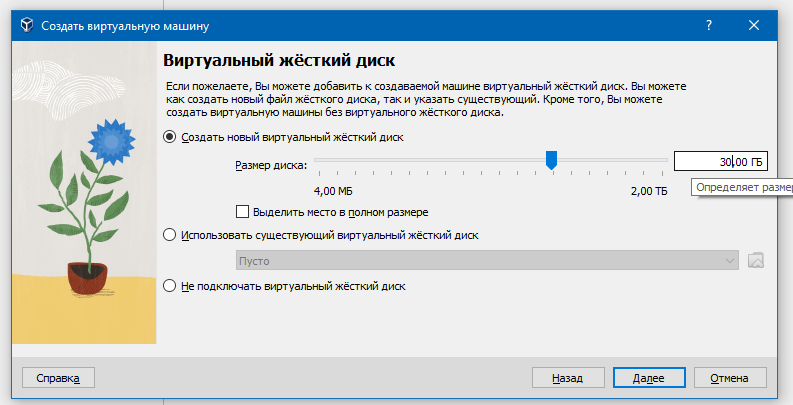 Создать виртуальную машину
Виртуальный жёсткий диск
Если пожелаете, Вы можете добавить к создаваемой машине виртуальный жёсткий диск. Вы можете
как создать новый файл жёсткого диска, так и указать существующий. Кроме того, Вы можете
создать виртуальную машины без виртуального жёсткого диска.
Создать новый виртуальный жёсткий диск
Размер диска:
30,00 ГБ
4,00 МБ
2,00 ТБ
Определяет размер
Выделить место в полном размере
Использовать существующий виртуальный жёсткий диск
Пусто
Не подключать виртуальный жёсткий диск
Справка
Назад
Далее
Отмена